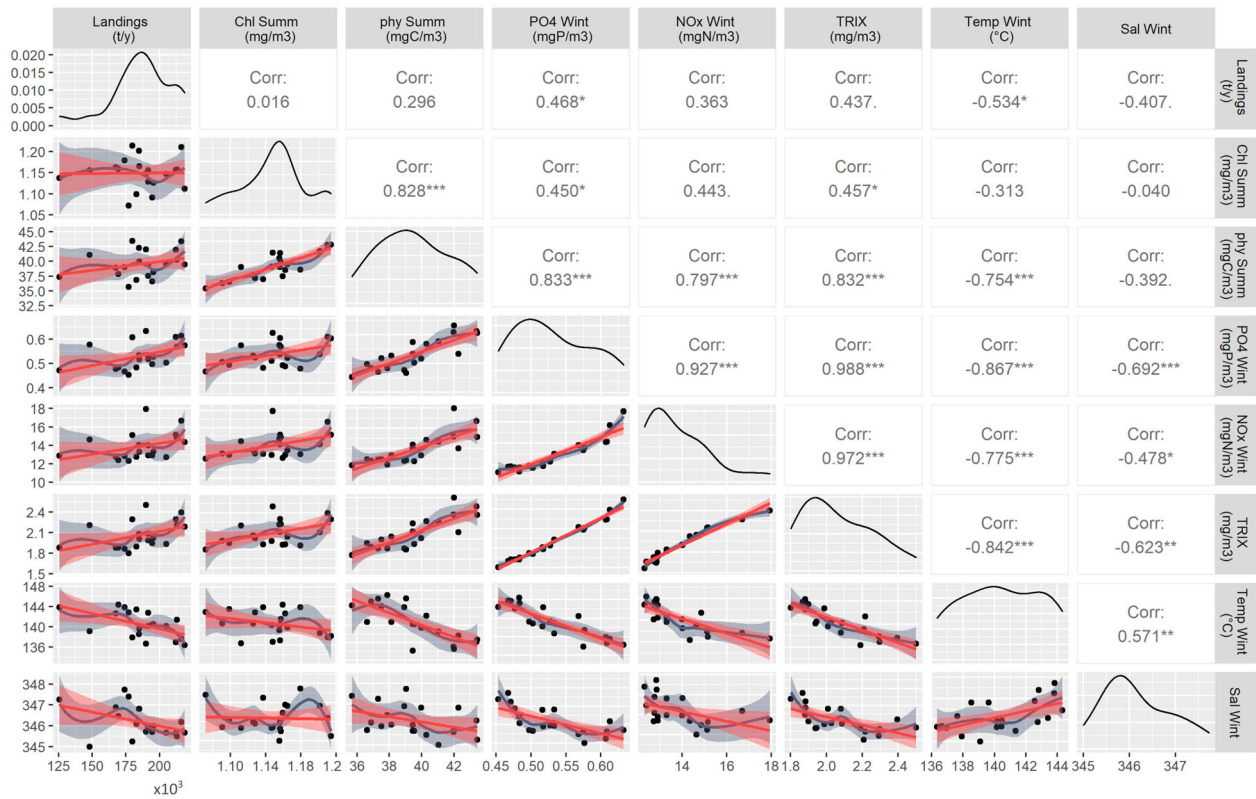 Landings
(t/y)
Chl Summ
(mg/m3)
phy Summ
(mgC/m3)
PO4 Wint
(mgP/m3)
NOx Wint
(mgN/m3)
TRIX
(mg/m3)
Temp Wint
(°C)
Sal Wint
0.020
0.015
0.010
0.005
0.000
Corr:
0.016
Corr:
0.296
Corr:
0.468*
Corr:
0.363
Corr:
0.437.
Corr:
-0.534*
Corr:
-0.407.
Landings
(t/y)
1.20
1.15
1.10
1.05
Corr:
0.828***
Corr:
0.450*
Corr:
0.443.
Corr:
0.457*
Corr:
-0.313
Corr:
-0.040
Chl Summ
(mg/m3)
45.0
42.5
40.0
37.5
35.0
32.5
Corr:
0.833***
Corr:
0.797***
Corr:
0.832***
Corr:
-0.754***
Corr:
-0.392.
phy Summ
(mgC/m3)
0.6
0.5
0.4
Corr:
0.927***
Corr:
0.988***
Corr:
-0.867***
Corr:
-0.692***
PO4 Wint
(mgP/m3)
18
16
14
12
10
Corr:
0.972***
Corr:
-0.775***
Corr:
-0.478*
NOx Wint
(mgN/m3)
2.4
2.1
1.8
1.5
Corr:
-0.842***
Corr:
-0.623**
TRIX
(mg/m3)
148
144
140
136
Corr:
0.571**
Temp Wint
(°C)
348
347
346
345
Sal Wint
125 150 175 200
x10³
1.10 1.14 1.18 1.2
36 38 40 42
0.45 0.50 0.55 0.60
14 16 18
1.8 2.0 2.2 2.4
136 138 140 142 144
345 346 347